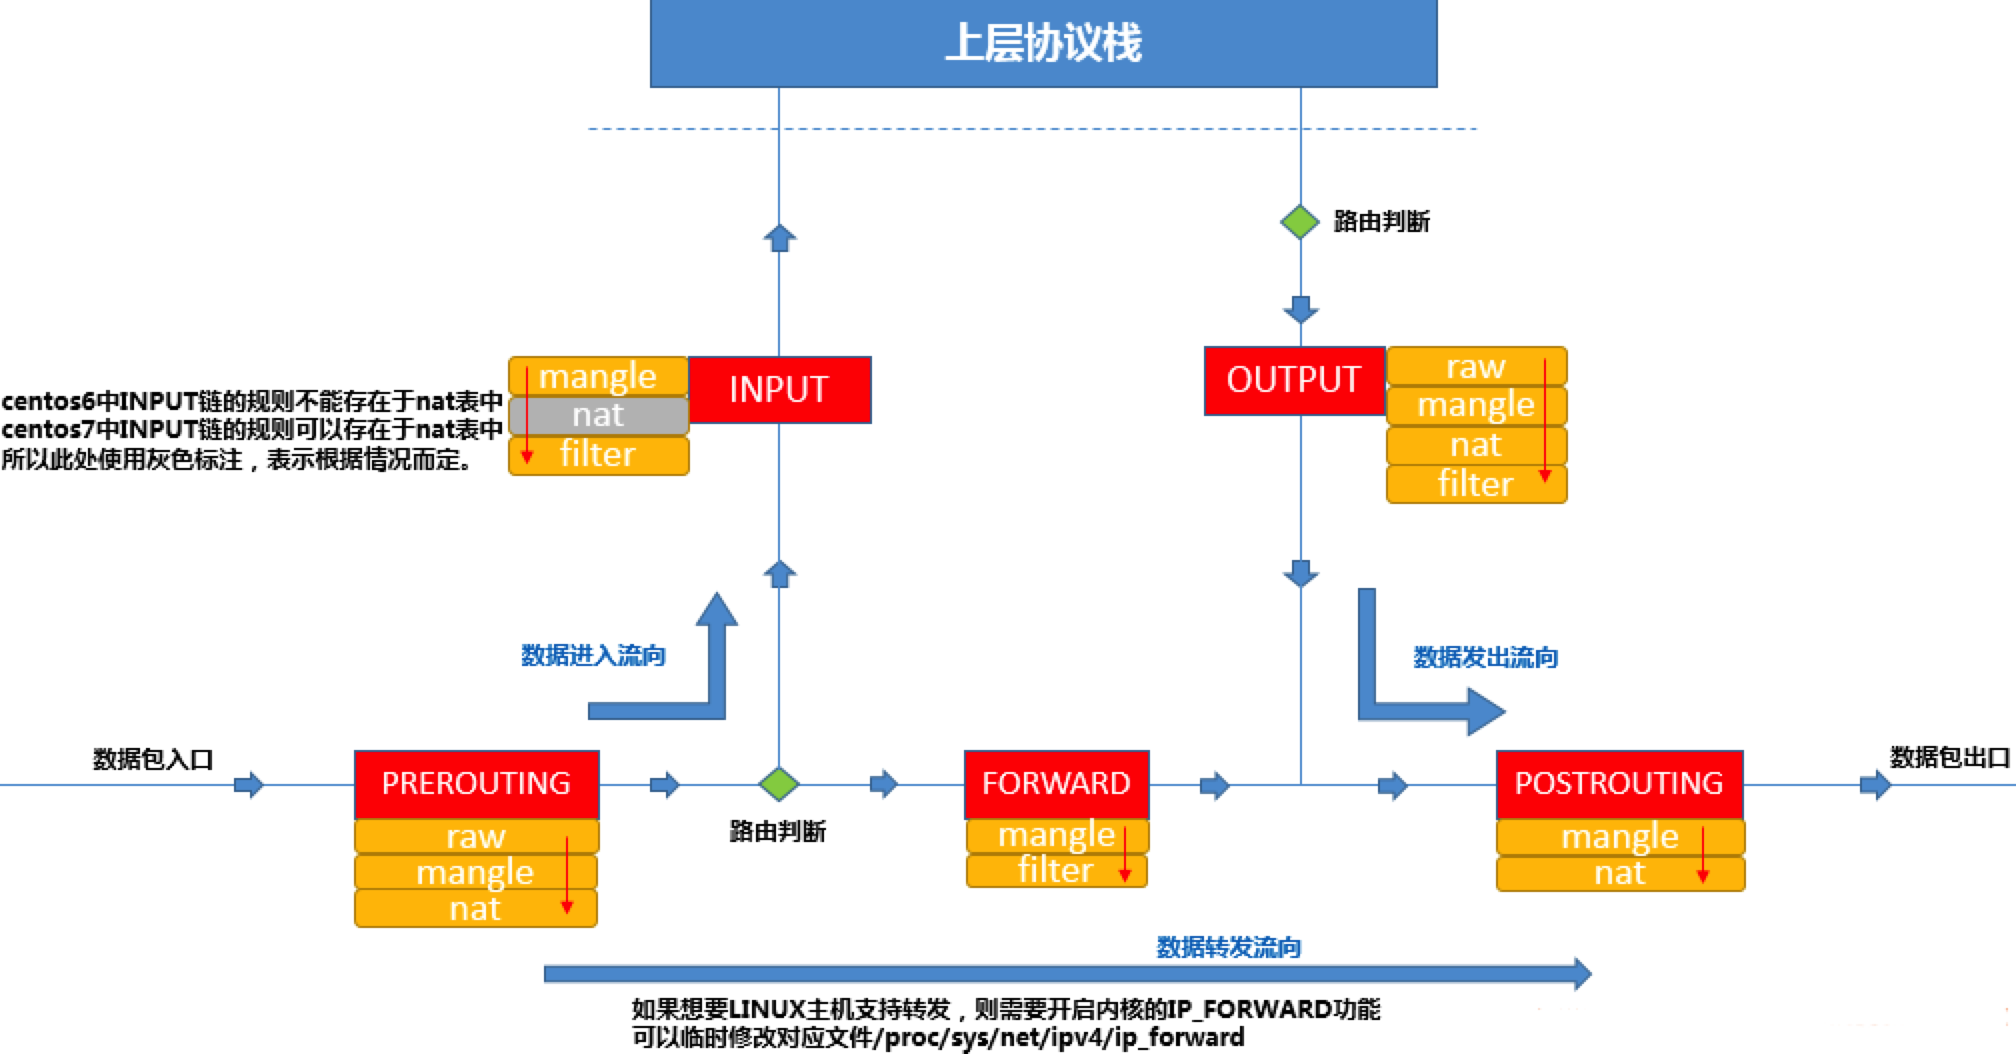 上层协议栈
路由判断
mangle
nat
filter
INPUT
OUTPUT
raw
mangle
nat
filter
centos6中INPUT链的规则不能存在于nat表中
centos7中INPUT链的规则可以存在于nat表中
所以此处使用灰色标注，表示根据情况而定。
数据进入流向
数据发出流向
数据包入口
PREROUTING
raw
mangle
nat
路由判断
FORWARD
mangle
filter
POSTROUTING
mangle
nat
数据包出口
数据转发流向
如果想要LINUX主机支持转发，则需要开启内核的IP_FORWARD功能
可以临时修改对应文件/proc/sys/net/ipv4/ip_forward